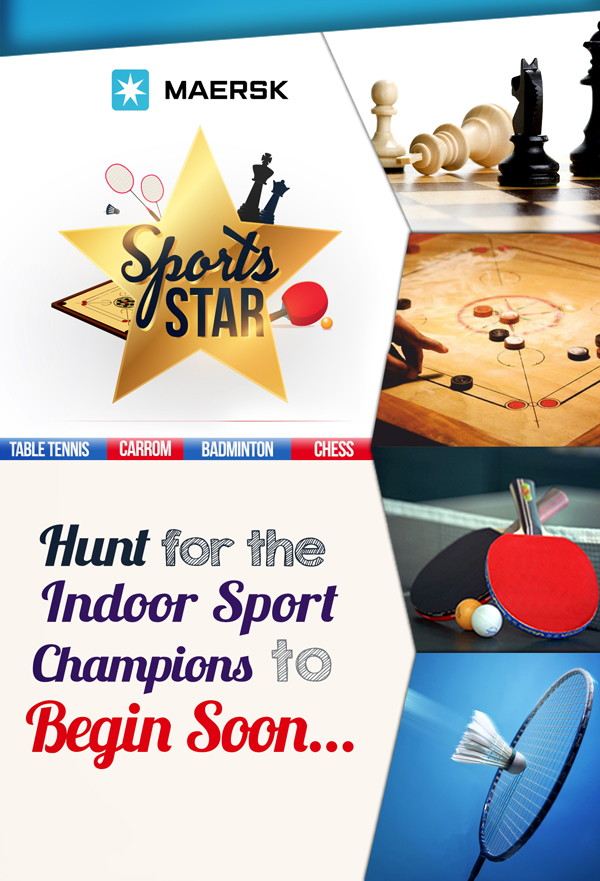 MAERSK
Sports
STAR
TABLE TENNIS CARROM BADMINTON CHESS
Hunt for the
Indoor Sport
Champions to
Begin Soon...